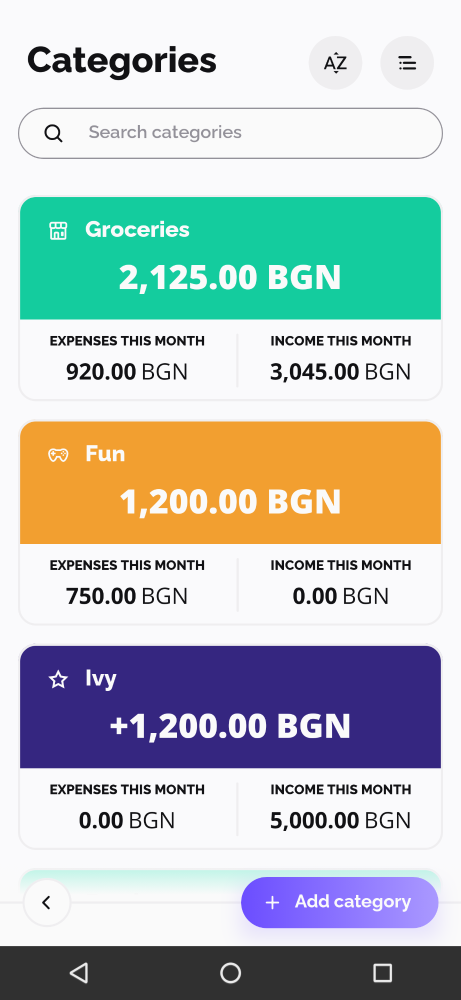 Categories
AZ
Search categories
Groceries
2,125.00 BGN
EXPENSES THIS MONTH
INCOME THIS MONTH
920.00 BGN
3,045.00 BGN
Fun
1,200.00 BGN
EXPENSES THIS MONTH
INCOME THIS MONTH
750.00 BGN
0.00 BGN
Ivy
+1,200.00 BGN
EXPENSES THIS MONTH
INCOME THIS MONTH
0.00 BGN
5,000.00 BGN
+ Add category